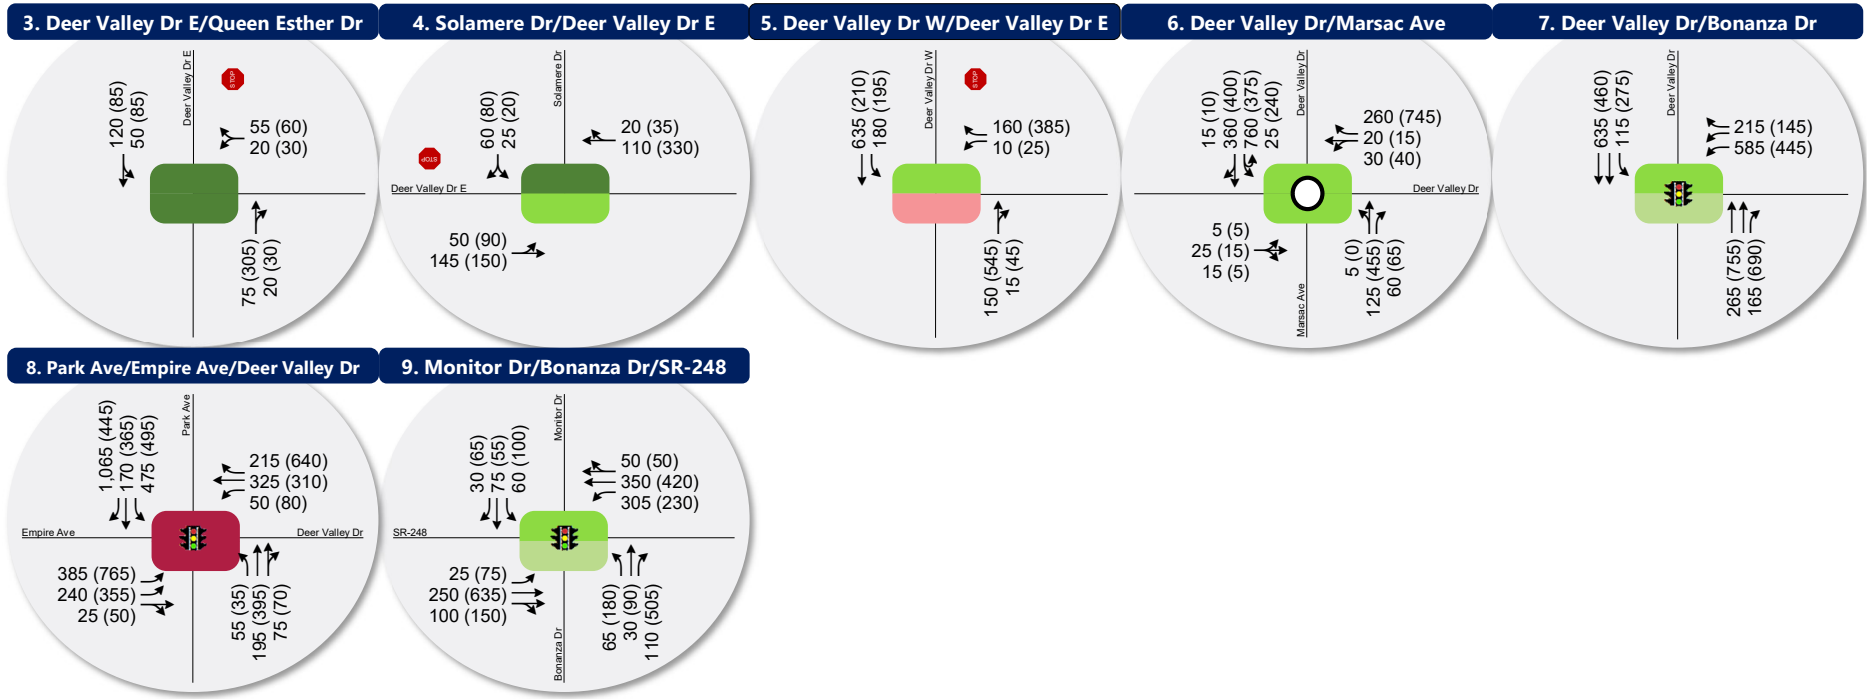 3. Deer Valley Dr E/Queen Esther Dr
Deer Valley Dr E
STOP
120 (85)
50 (85)
55 (60)
20 (30)
75 (305)
20 (30)
4. Solamere Dr/Deer Valley Dr E
Solamere Dr
STOP
60 (80)
25 (20)
20 (35)
110 (330)
Deer Valley Dr E
50 (90)
145 (150)
5. Deer Valley Dr W/Deer Valley Dr E
Deer Valley Dr W
STOP
635 (210)
180 (195)
160 (385)
10 (25)
150 (545)
15 (45)
6. Deer Valley Dr/Marsac Ave
Deer Valley Dr
15 (10)
360 (400)
760 (375)
25 (240)
260 (745)
20 (15)
30 (40)
Deer Valley Dr
5 (5)
25 (15)
15 (5)
5 (0)
125 (455)
60 (65)
Marsac Ave
7. Deer Valley Dr/Bonanza Dr
Deer Valley Dr
635 (460)
115 (275)
215 (145)
585 (445)
265 (755)
165 (690)
8. Park Ave/Empire Ave/Deer Valley Dr
Park Ave
1,065 (445)
170 (365)
475 (495)
215 (640)
325 (310)
50 (80)
Empire Ave
Deer Valley Dr
385 (765)
240 (355)
25 (50)
55 (35)
195 (395)
75 (70)
9. Monitor Dr/Bonanza Dr/SR-248
Monitor Dr
30 (65)
75 (55)
60 (100)
50 (50)
350 (420)
305 (230)
SR-248
25 (75)
250 (635)
100 (150)
65 (180)
30 (90)
110 (505)
Bonanza Dr